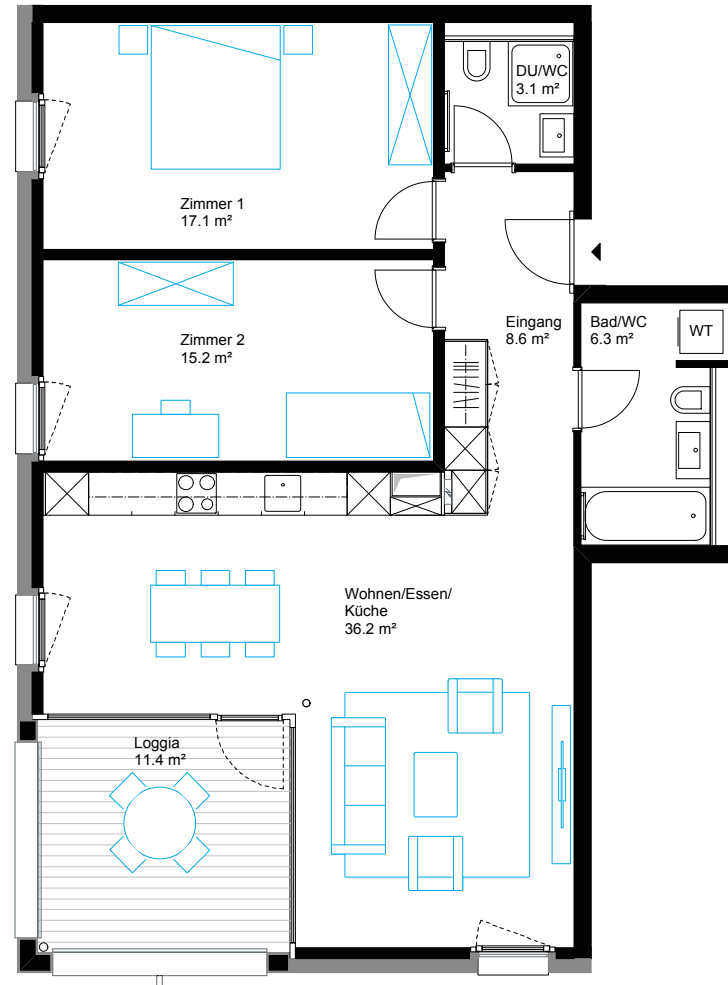 DU/WC
3.1 m²
Zimmer 1
17.1 m²
Eingang
8.6 m²
Bad/WC
6.3 m²
WT
Zimmer 2
15.2 m²
Wohnen/Essen/
Küche
36.2 m²
Loggia
11.4 m²